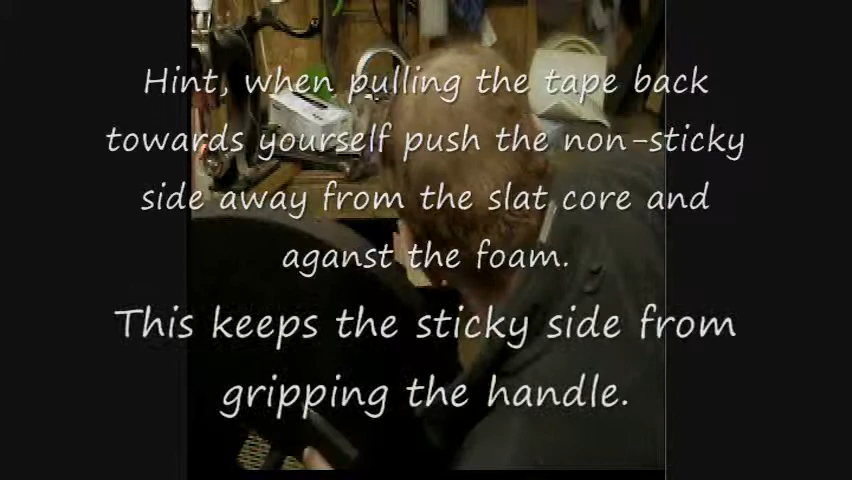 Hint, when pulling the tape back
towards yourself push the non-sticky
side away from the slat core and
aganst the foam.
This keeps the sticky side from
gripping the handle.